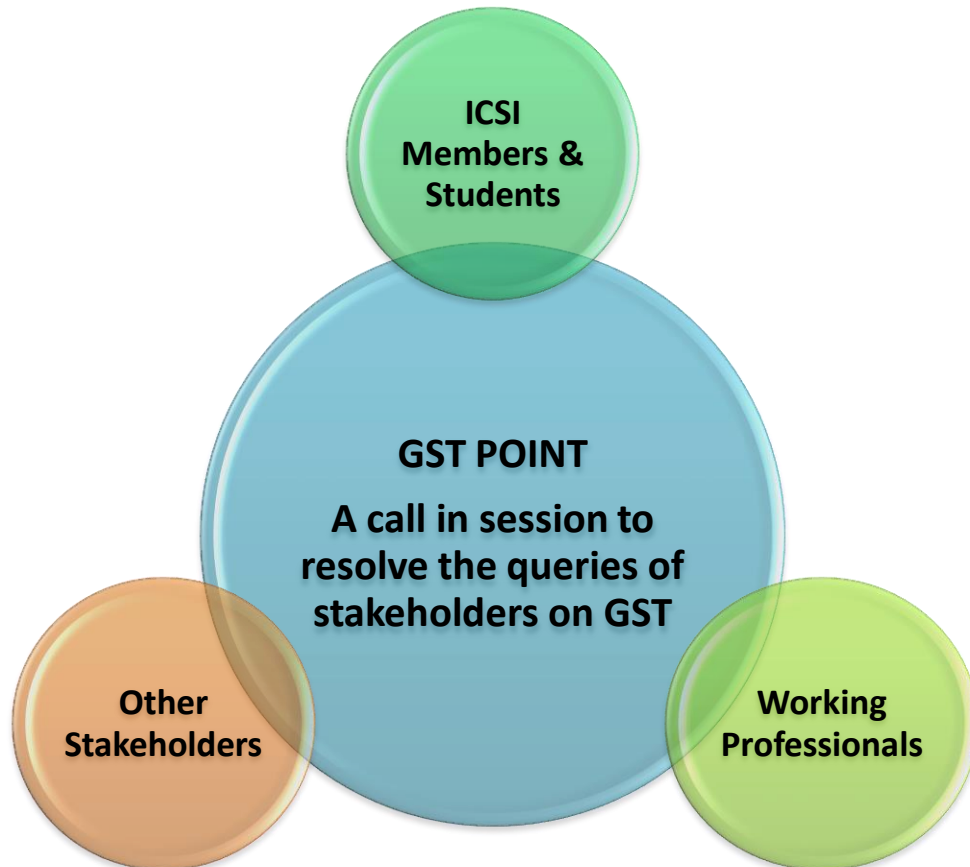 ICSI
Members &
Students
GST POINT
A call in session to
resolve the queries of
stakeholders on GST
Other
Stakeholders
Working
Professionals